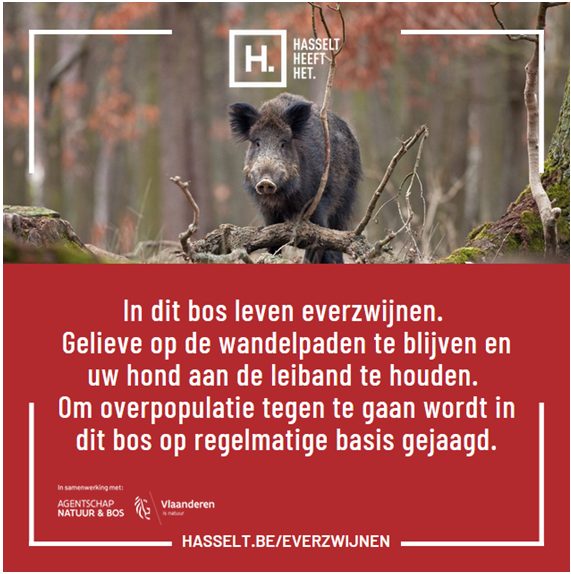 H.
HASSELT
HEEFT
HET.
In dit bos leven everzwijnen.
Gelieve op de wandelpaden te blijven en
uw hond aan de leiband te houden.
Om overpopulatie tegen te gaan wordt in
dit bos op regelmatige basis gejaagd.
In samenwerking met:
AGENTSCHAP
NATUUR & BOS
Vlaanderen
is natuur
HASSELT.BE/EVERZWIJNEN